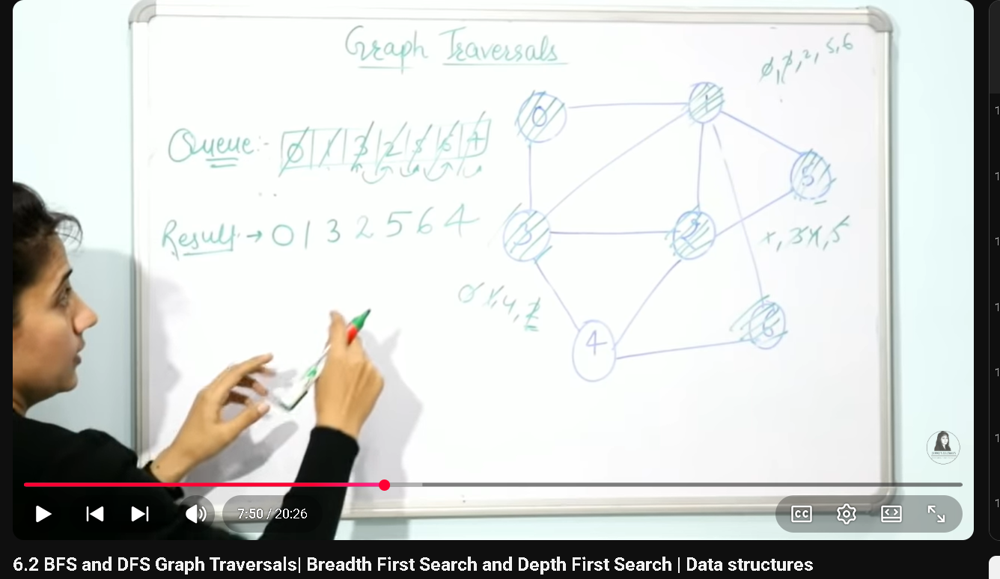 Graph Traversals
0, 1, 2, 5, 6
Queue:- 0 1 3 2 5 6 4
Result → 0 1 3 2 5 6 4
0
1
5
3
2
x, 3 x, 5
0 1, 4, 2
4
6
7:50 / 20:26
CC
6.2 BFS and DFS Graph Traversals| Breadth First Search and Depth First Search | Data structures